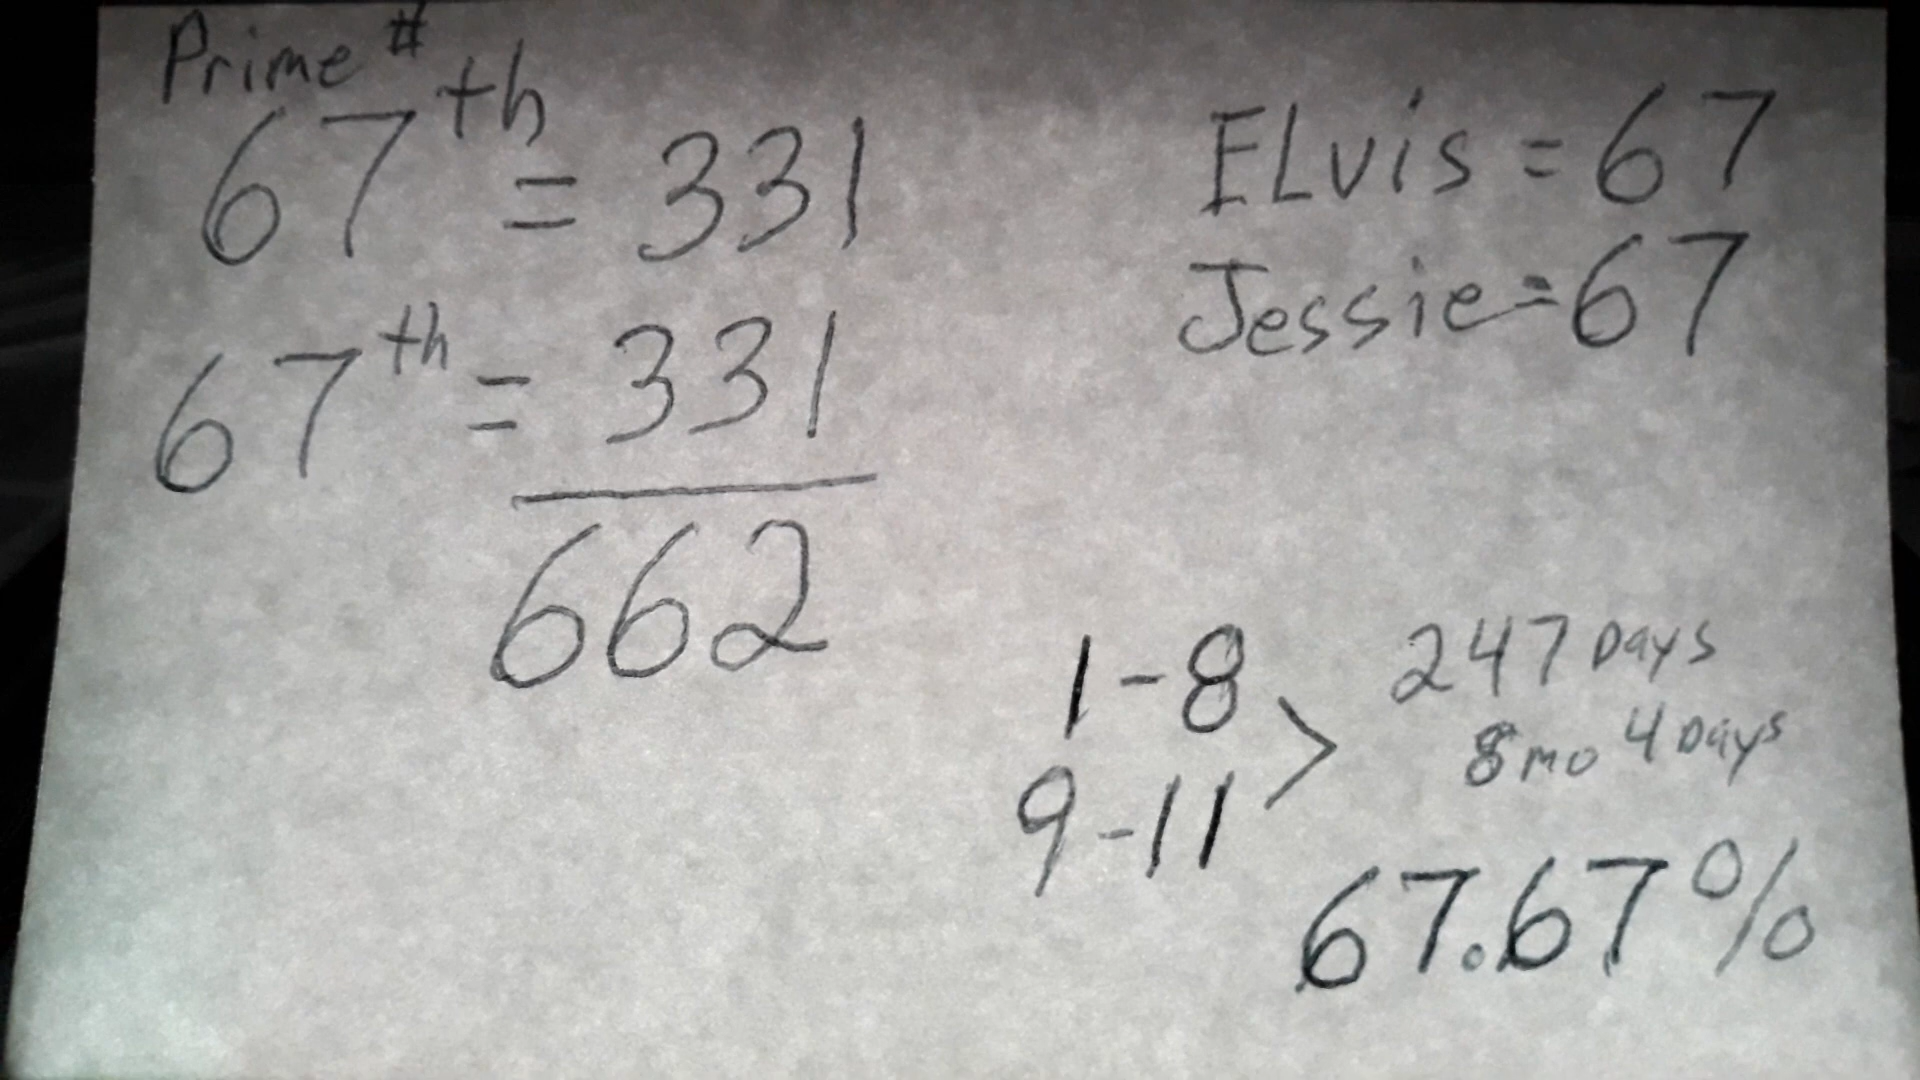 Prime #
67th = 331
67th = 331
662
ELvis = 67
Jessie = 67
1-8
9-11 >
247 Days
8 mo 4 Days
67.67%